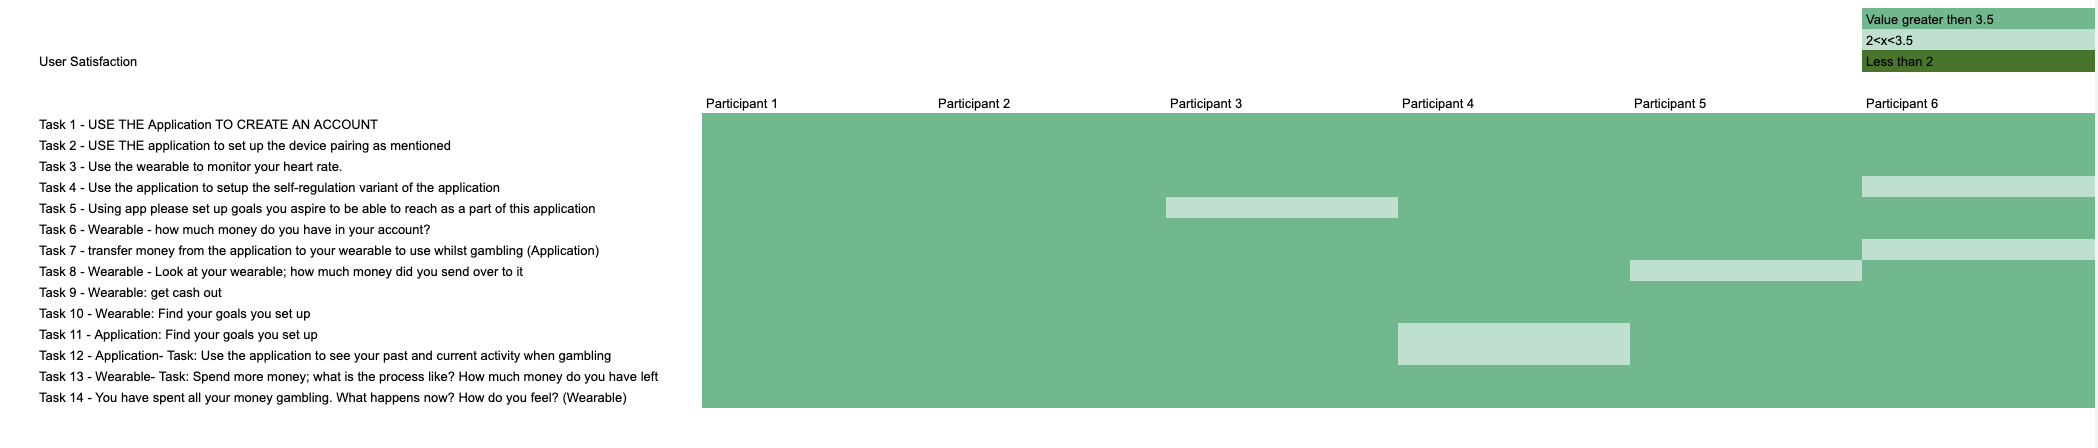 Value greater then 3.5
2<x<3.5
User Satisfaction
Less than 2
Participant 1
Participant 2
Participant 3
Participant 4
Participant 5
Participant 6
Task 1 - USE THE Application TO CREATE AN ACCOUNT
Task 2 - USE THE application to set up the device pairing as mentioned
Task 3 - Use the wearable to monitor your heart rate.
Task 4 - Use the application to setup the self-regulation variant of the application
Task 5 - Using app please set up goals you aspire to be able to reach as a part of this application
Task 6 - Wearable - how much money do you have in your account?
Task 7 - transfer money from the application to your wearable to use whilst gambling (Application)
Task 8 - Wearable - Look at your wearable; how much money did you send over to it
Task 9 - Wearable: get cash out
Task 10 - Wearable: Find your goals you set up
Task 11 - Application: Find your goals you set up
Task 12 - Application- Task: Use the application to see your past and current activity when gambling
Task 13 - Wearable- Task: Spend more money; what is the process like? How much money do you have left
Task 14 - You have spent all your money gambling. What happens now? How do you feel? (Wearable)